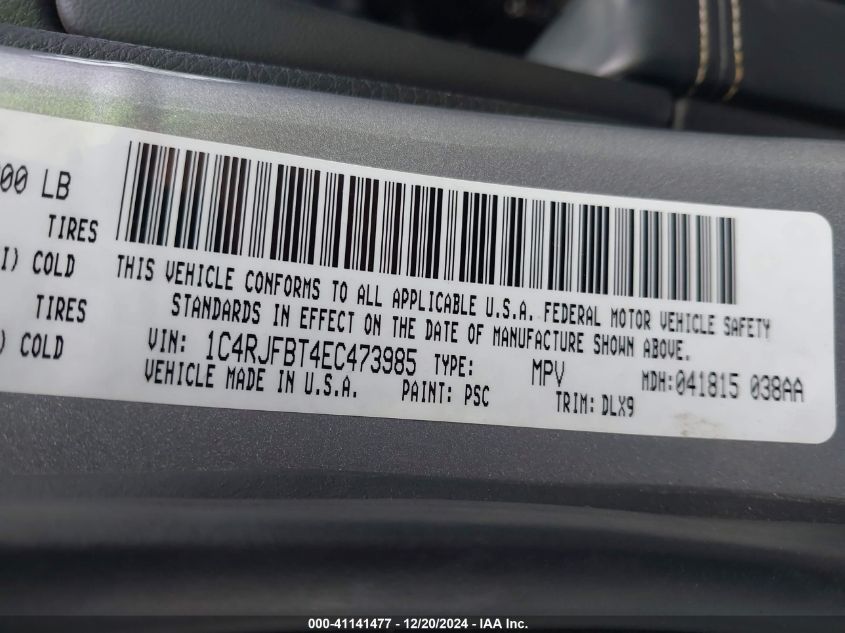 00 LB
TIRES
I) COLD
TIRES
) COLD
THIS VEHICLE CONFORMS TO ALL APPLICABLE U.S.A. FEDERAL MOTOR VEHICLE SAFETY
STANDARDS IN EFFECT ON THE DATE OF MANUFACTURE SHOWN ABOVE.
VIN: 1C4RJFBT4EC473985 TYPE: MPV MDH:041815 038AA
VEHICLE MADE IN U.S.A. PAINT: PSC TRIM: DLX9
000-41141477 - 12/20/2024 - IAA Inc.